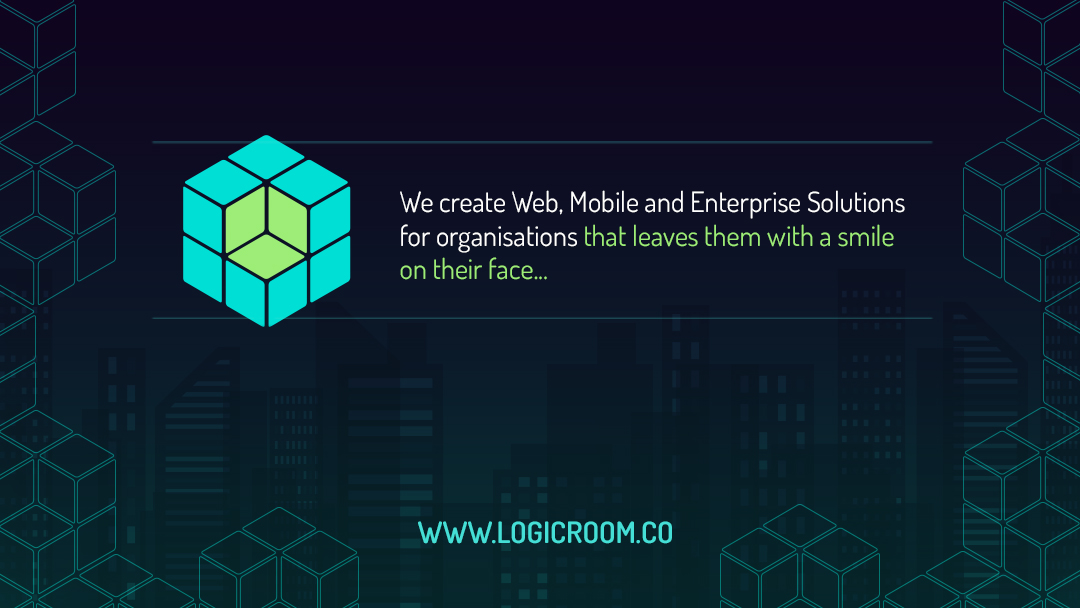 We create Web, Mobile and Enterprise Solutions
for organisations that leaves them with a smile
on their face...
WWW.LOGICROOM.CO